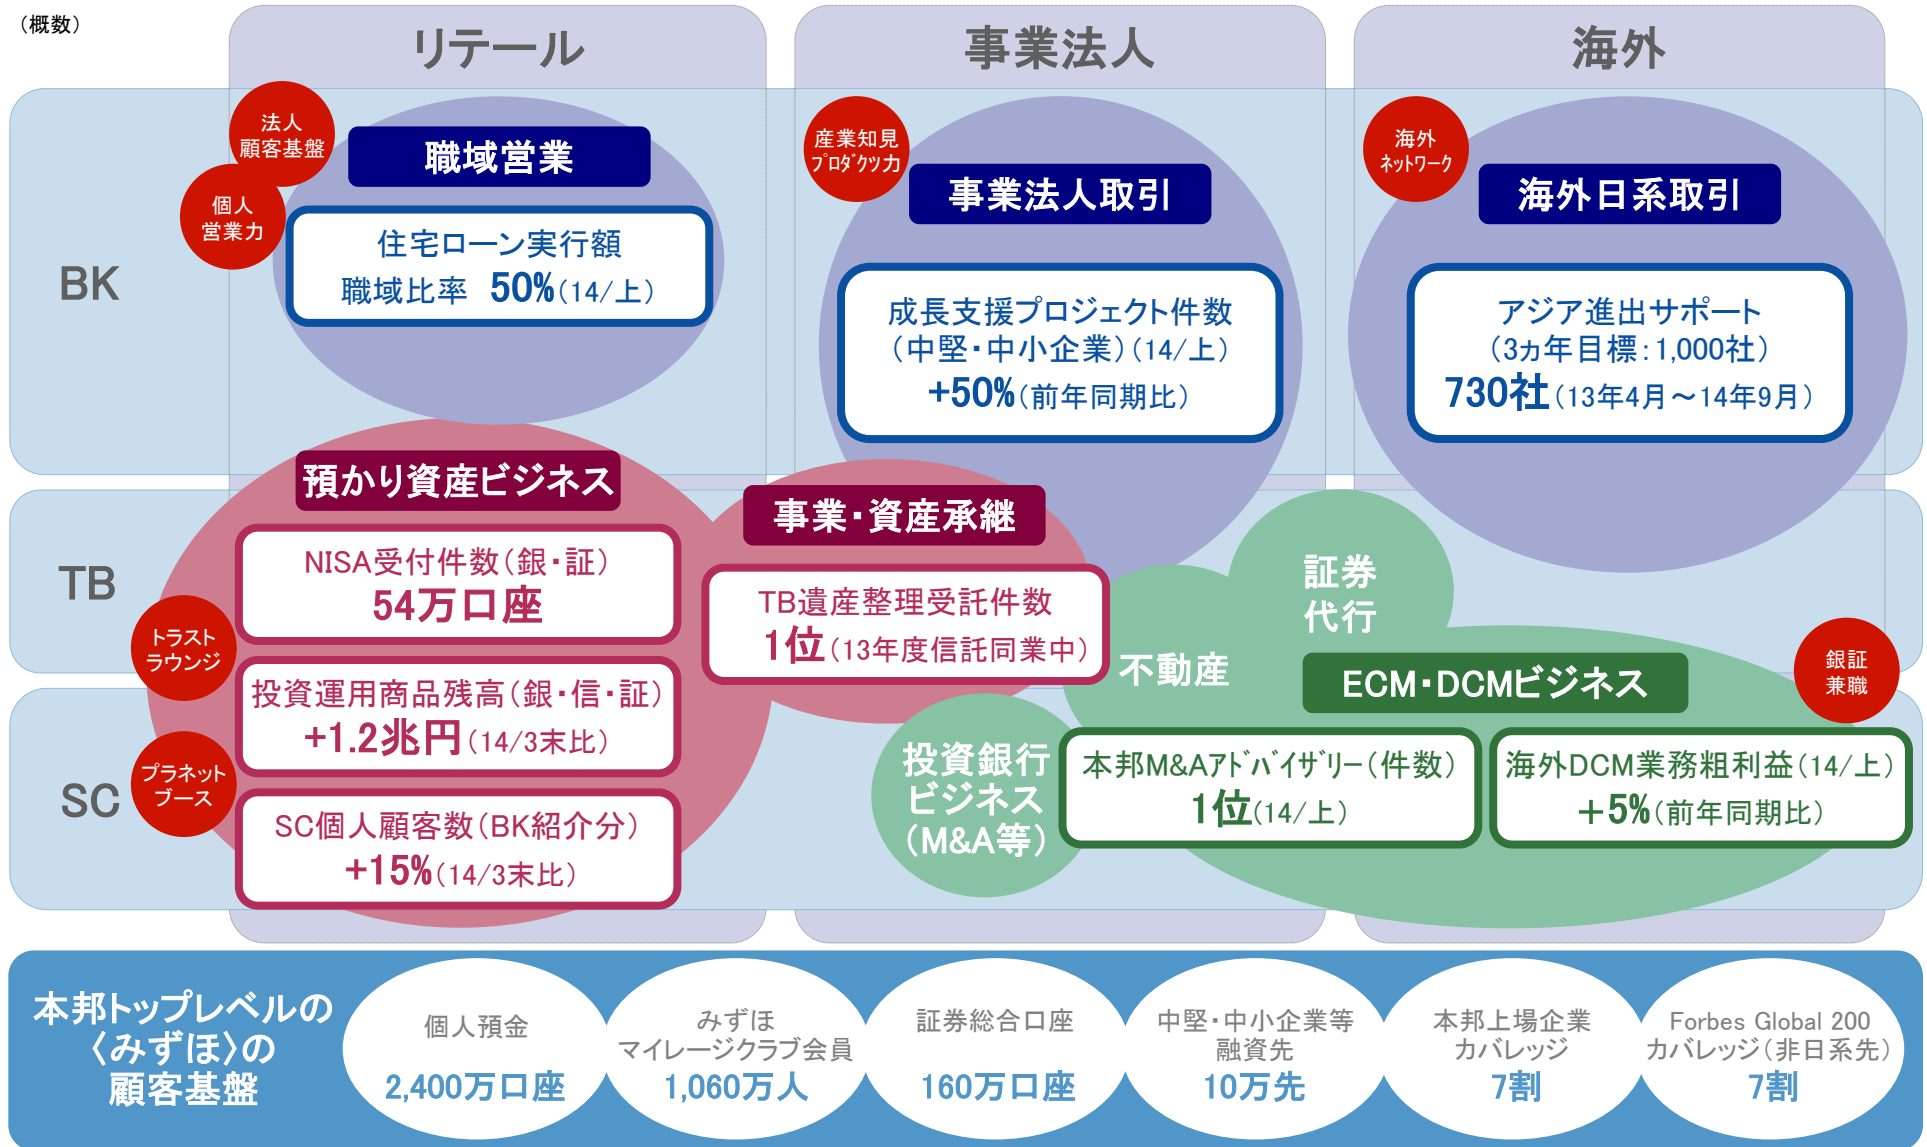 （概数）
リテール
事業法人
海外
BK
TB
SC
法人
顧客基盤
個人
営業力
職域営業
住宅ローン実行額
職域比率 50%（14/上）
産業知見
ﾌﾟﾛﾀﾞｸﾂ力
事業法人取引
成長支援プロジェクト件数
（中堅・中小企業）（14/上）
+50%（前年同期比）
海外
ﾈｯﾄﾜｰｸ
海外日系取引
アジア進出サポート
（3ヵ年目標：1,000社）
730社（13年4月～14年9月）
預かり資産ビジネス
NISA受付件数（銀・証）
54万口座
トラスト
ラウンジ
投資運用商品残高（銀・信・証）
+1.2兆円（14/3末比）
プラネット
ブース
SC個人顧客数（BK紹介分）
+15%（14/3末比）
事業・資産承継
TB遺産整理受託件数
1位（13年度信託同業中）
証券
代行
不動産
投資銀行
ビジネス
（M&A等）
ECM・DCMビジネス
銀証
兼職
本邦M&Aｱﾄﾞﾊﾞｲｻﾞﾘｰ（件数）
1位（14/上）
海外DCM業務粗利益（14/上）
＋5%（前年同期比）
本邦トップレベルの
〈みずほ〉の
顧客基盤
個人預金
2,400万口座
みずほ
マイレージクラブ会員
1,060万人
証券総合口座
160万口座
中堅・中小企業等
融資先
10万先
本邦上場企業
カバレッジ
7割
Forbes Global 200
カバレッジ（非日系先）
7割